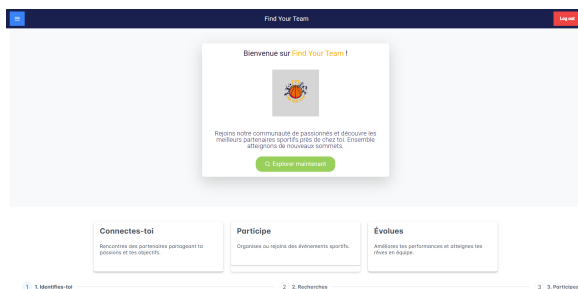 Find Your Team
Log out
Bienvenue sur Find Your Team !
Rejoins notre communauté de passionnés et découvre les
meilleurs partenaires sportifs près de chez toi. Ensemble
atteignons de nouveaux sommets.
Explorer maintenant
Connectes-toi
Rencontres des partenaires partageant ta
passions et tes objectifs.
Participe
Organises ou rejoins des événements sportifs.
Évolues
Améliores tes performances et atteignes tes
rêves en équipe.
1 1. Identifies-toi
2 2. Recherches
3 3. Participes